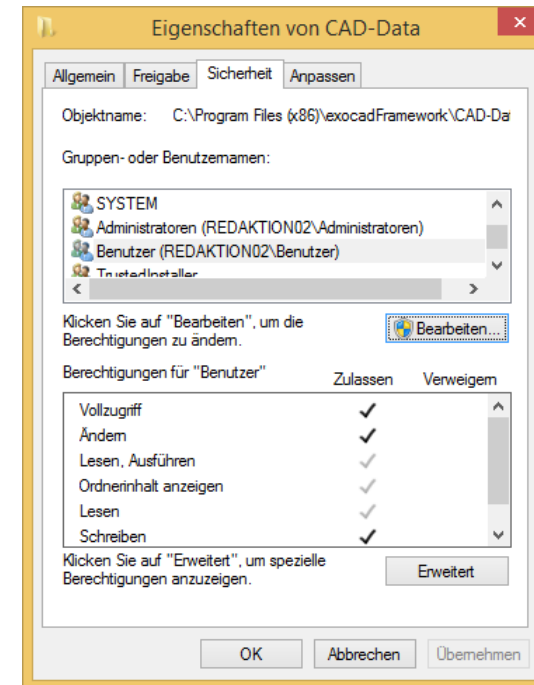 Eigenschaften von CAD-Data
Allgemein Freigabe Sicherheit Anpassen
Objektname: C:\Program Files (x86)\exocadFramework\CAD-Da
Gruppen- oder Benutzernamen:
SYSTEM
Administratoren (REDAKTION02\Administratoren)
Benutzer (REDAKTION02\Benutzer)
TrustedInstaller
Klicken Sie auf "Bearbeiten", um die
Berechtigungen zu ändern.
Bearbeiten...
Berechtigungen für "Benutzer" Zulassen Verweigern
Vollzugriff
Ändern
Lesen, Ausführen
Ordnerinhalt anzeigen
Lesen
Schreiben
Klicken Sie auf "Erweitert", um spezielle
Berechtigungen anzuzeigen.
Erweitert
OK Abbrechen Übernehmen